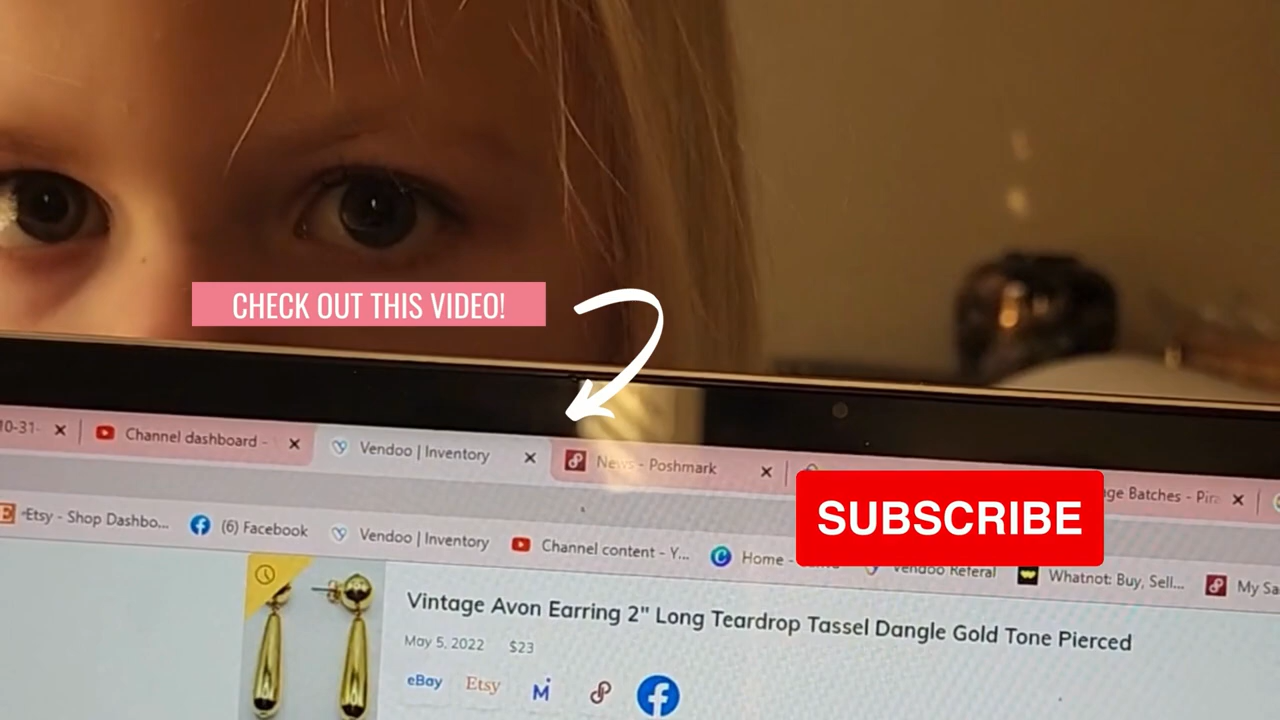 CHECK OUT THIS VIDEO!
10-31-
Channel dashboard -
Vendoo | Inventory
News - Poshmark
ge Batches - Pir
SUBSCRIBE
Etsy - Shop Dashbo...
(6) Facebook
Vendoo | Inventory
Channel content - Y...
Home -
Vendoo Referal
Whatnot: Buy, Sell...
My Sa
Vintage Avon Earring 2" Long Teardrop Tassel Dangle Gold Tone Pierced
May 5, 2022 $23
eBay Etsy